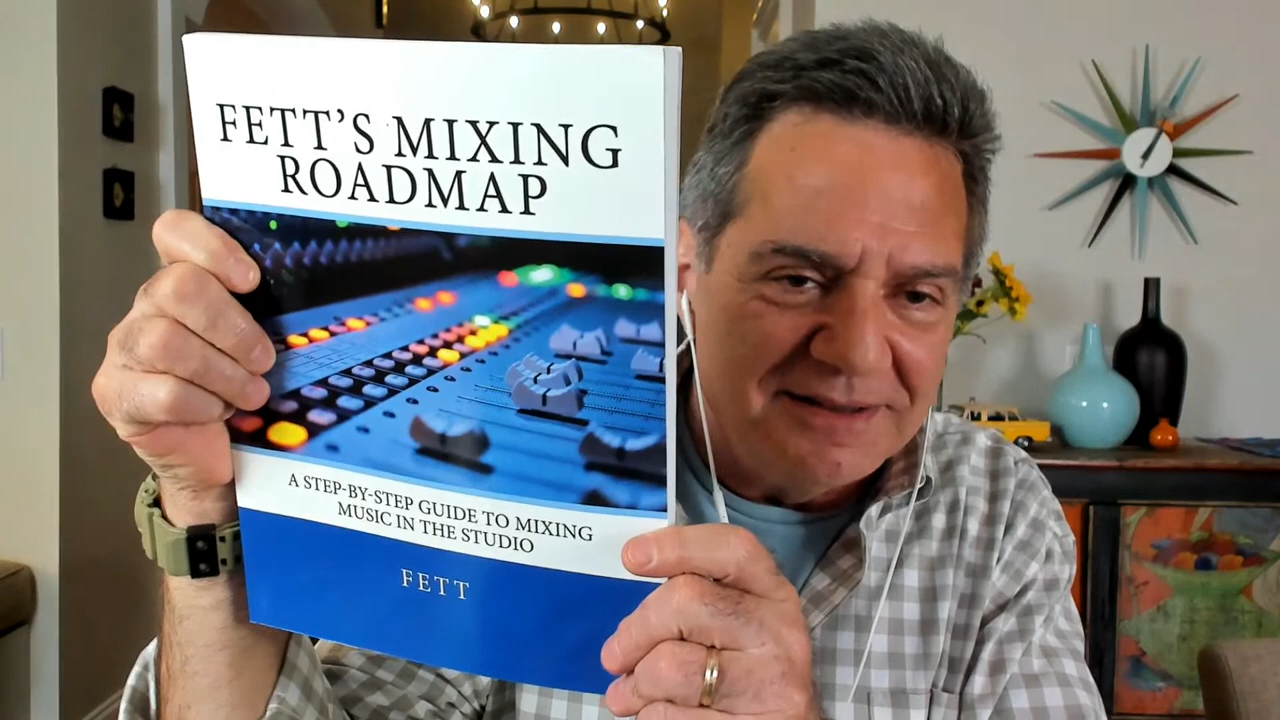 FETT'S MIXING
ROADMAP
A STEP-BY-STEP GUIDE TO MIXING
MUSIC IN THE STUDIO
FETT